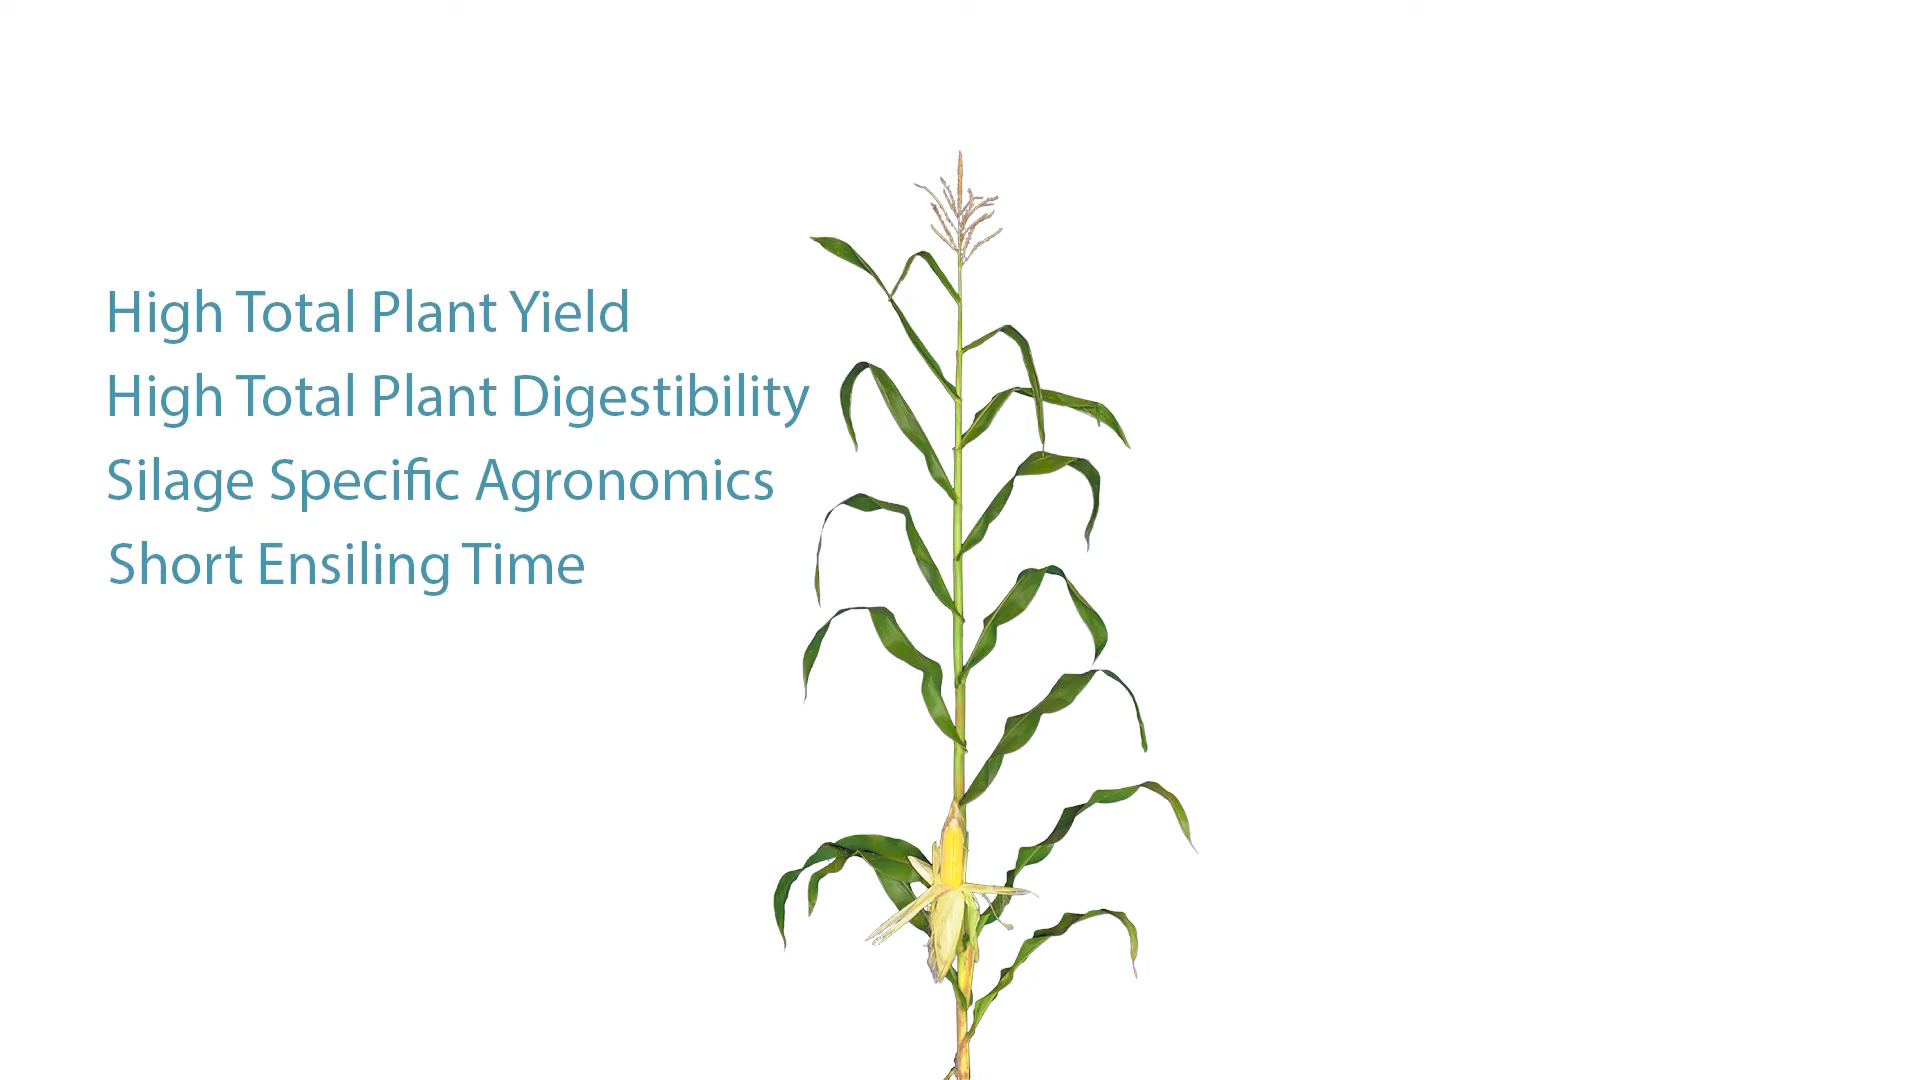 High Total Plant Yield
High Total Plant Digestibility
Silage Specific Agronomics
Short Ensiling Time